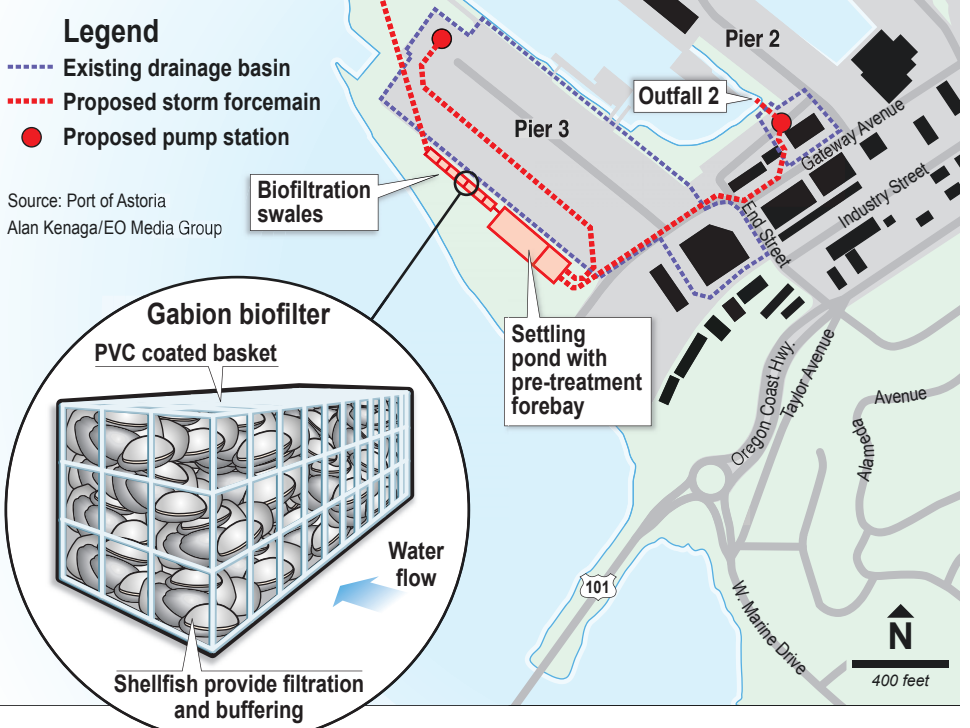 Legend
Existing drainage basin
Proposed storm forcemain
Proposed pump station
Source: Port of Astoria
Alan Kenaga/EO Media Group
Pier 2
Outfall 2
Pier 3
Gateway Avenue
Industry Street
End Street
Biofiltration
swales
Settling
pond with
pre-treatment
forebay
Oregon Coast Hwy.
Taylor Avenue
Avenue
Alameda
101
W. Marine Drive
N
400 feet
Gabion biofilter
PVC coated basket
Water
flow
Shellfish provide filtration
and buffering